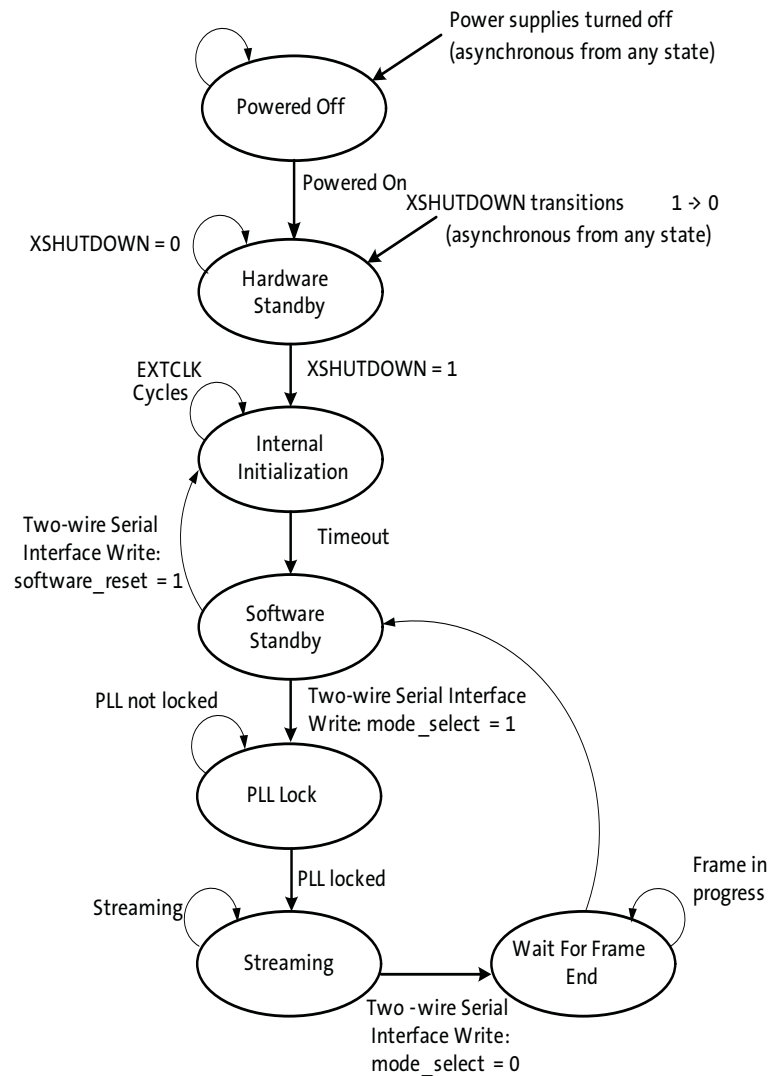 Power supplies turned off
(asynchronous from any state)
Powered Off
Powered On
XSHUTDOWN transitions 1 → 0
(asynchronous from any state)
XSHUTDOWN = 0
Hardware
Standby
EXTCLK
Cycles
XSHUTDOWN = 1
Internal
Initialization
Two-wire Serial
Interface Write:
software_reset = 1
Timeout
Software
Standby
PLL not locked
Two-wire Serial Interface
Write: mode_select = 1
PLL Lock
PLL locked
Streaming
Streaming
Frame in
progress
Wait For Frame
End
Two -wire Serial
Interface Write:
mode_select = 0